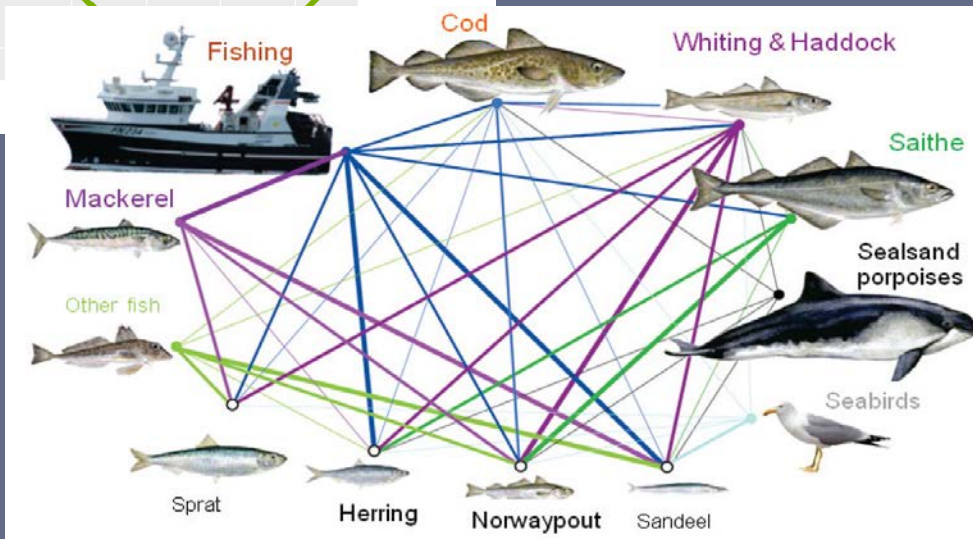 Cod
Fishing
Whiting & Haddock
Saithe
Mackerel
Sealsand
porpoises
Other fish
Seabirds
Sprat
Herring
Norwaypout
Sandeel